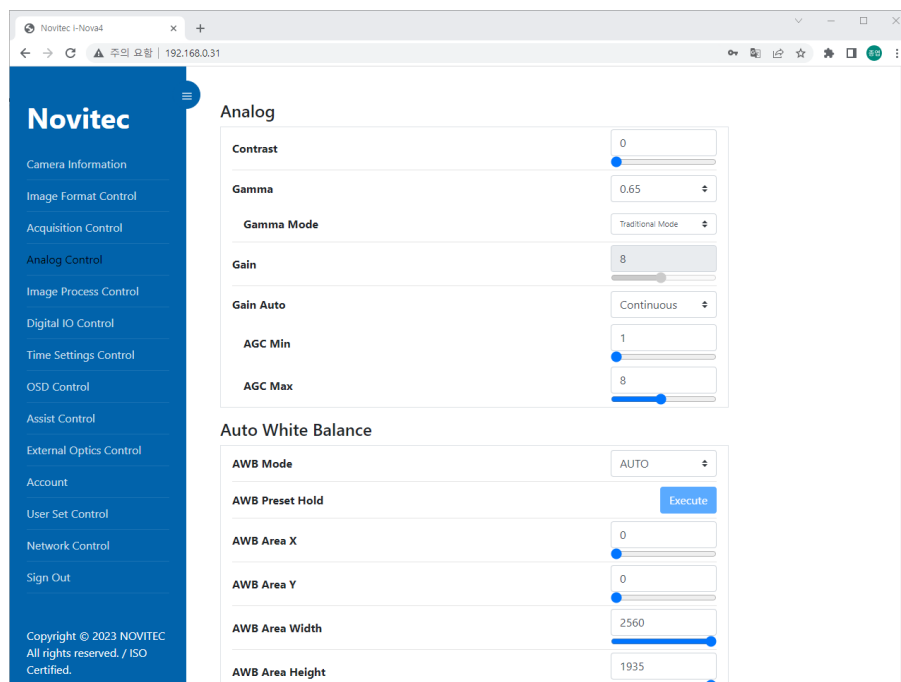 Novitec i-Nova4
주의 요함 192.168.0.31
종엽
Novitec
Camera Information
Image Format Control
Acquisition Control
Analog Control
Image Process Control
Digital IO Control
Time Settings Control
OSD Control
Assist Control
External Optics Control
Account
User Set Control
Network Control
Sign Out
Copyright © 2023 NOVITEC
All rights reserved. / ISO
Certified.
Analog
Contrast 0
Gamma 0.65
Gamma Mode Traditional Mode
Gain 8
Gain Auto Continuous
AGC Min 1
AGC Max 8
Auto White Balance
AWB Mode AUTO
AWB Preset Hold Execute
AWB Area X 0
AWB Area Y 0
AWB Area Width 2560
AWB Area Height 1935